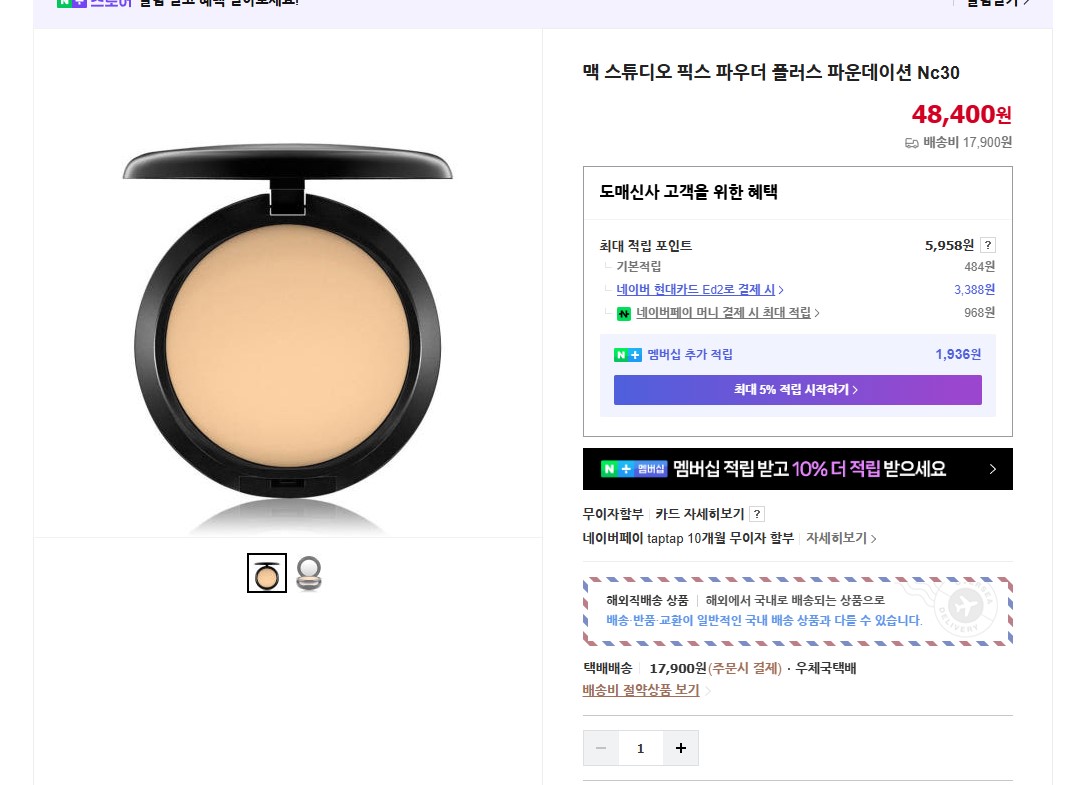 맥 스튜디오 픽스 파우더 플러스 파운데이션 Nc30
48,400원
배송비 17,900원
도매신사 고객을 위한 혜택
최대 적립 포인트 5,958원 ?
기본적립 484원
네이버 현대카드 Ed2로 결제 시 3,388원
네이버페이 머니 결제 시 최대 적립 968원
N + 멤버십 추가 적립 1,936원
최대 5% 적립 시작하기
N + 멤버십 멤버십 적립 받고 10% 더 적립 받으세요
무이자할부 카드 자세히보기 ?
네이버페이 taptap 10개월 무이자 할부 자세히보기
해외직배송 상품 해외에서 국내로 배송되는 상품으로
배송·반품·교환이 일반적인 국내 배송 상품과 다를 수 있습니다.
DELIVERY
택배배송 17,900원(주문시 결제) · 우체국택배
배송비 절약상품 보기
1